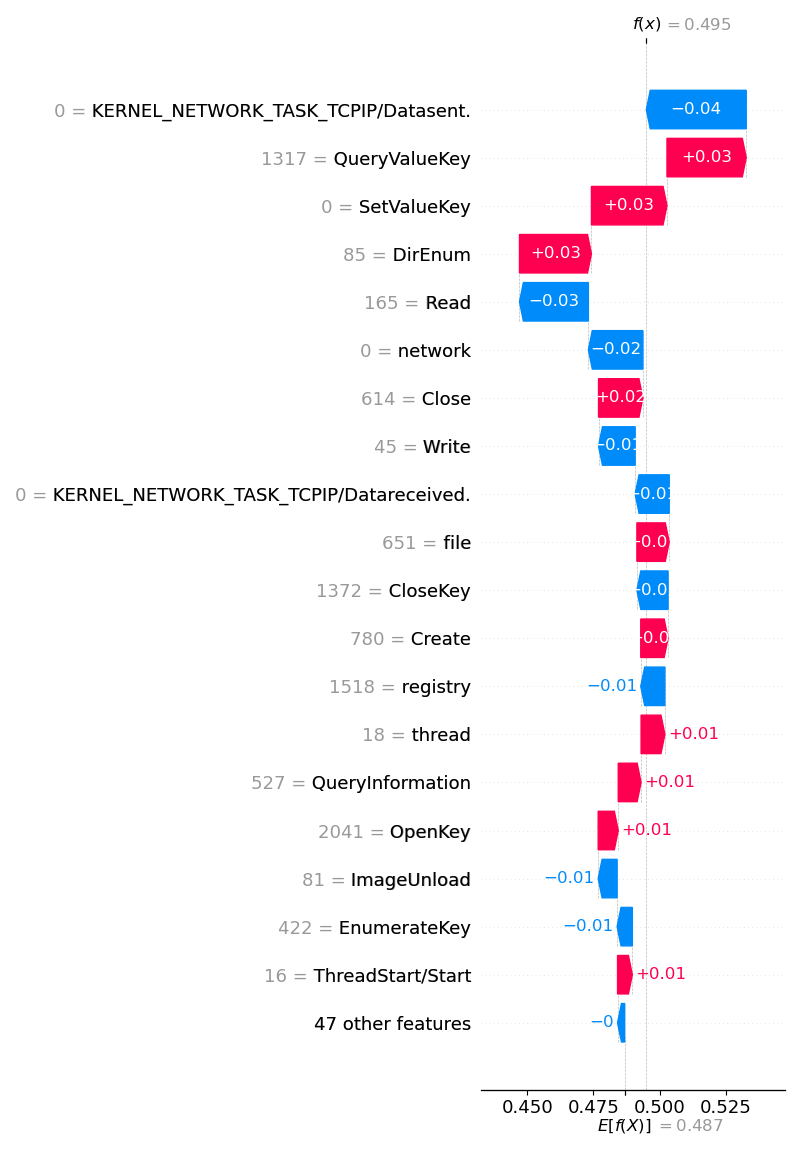 f(x) = 0.495
0 = KERNEL_NETWORK_TASK_TCPIP/Datasent. −0.04
1317 = QueryValueKey +0.03
0 = SetValueKey +0.03
85 = DirEnum +0.03
165 = Read −0.03
0 = network −0.02
614 = Close +0.02
45 = Write −0.01
0 = KERNEL_NETWORK_TASK_TCPIP/Datareceived. −0.01
651 = file
1372 = CloseKey
780 = Create
1518 = registry −0.01
18 = thread +0.01
527 = QueryInformation +0.01
2041 = OpenKey +0.01
81 = ImageUnload −0.01
422 = EnumerateKey −0.01
16 = ThreadStart/Start +0.01
47 other features −0
0.450 0.475 0.500 0.525
E[f(X)] = 0.487